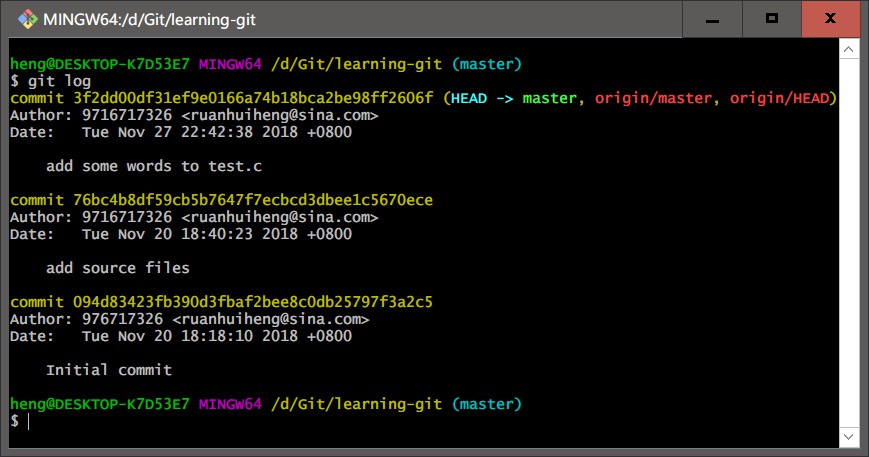 MINGW64:/d/Git/learning-git
heng@DESKTOP-K7D53E7 MINGW64 /d/Git/learning-git (master)
$ git log
commit 3f2dd00df31ef9e0166a74b18bca2be98ff2606f (HEAD -> master, origin/master, origin/HEAD)
Author: 9716717326 <ruanhuiheng@sina.com>
Date:   Tue Nov 27 22:42:38 2018 +0800
    add some words to test.c
commit 76bc4b8df59cb5b7647f7ecbcd3dbee1c5670ece
Author: 9716717326 <ruanhuiheng@sina.com>
Date:   Tue Nov 20 18:40:23 2018 +0800
    add source files
commit 094d83423fb390d3fbaf2bee8c0db25797f3a2c5
Author: 976717326 <ruanhuiheng@sina.com>
Date:   Tue Nov 20 18:18:10 2018 +0800
    Initial commit
heng@DESKTOP-K7D53E7 MINGW64 /d/Git/learning-git (master)
$